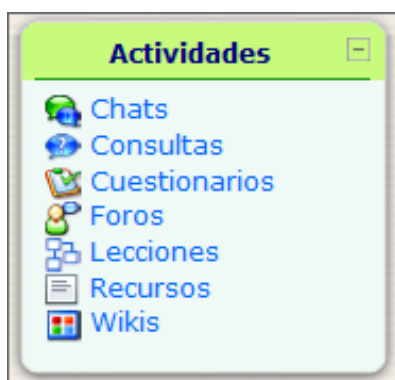 Actividades
Chats
Consultas
Cuestionarios
Foros
Lecciones
Recursos
Wikis